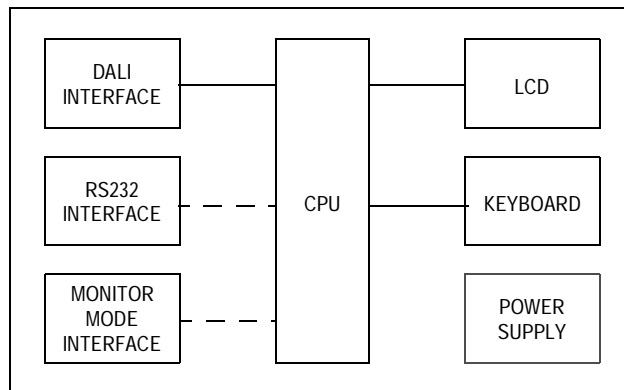 DALI
INTERFACE
LCD
RS232
INTERFACE
CPU
KEYBOARD
MONITOR
MODE
INTERFACE
POWER
SUPPLY